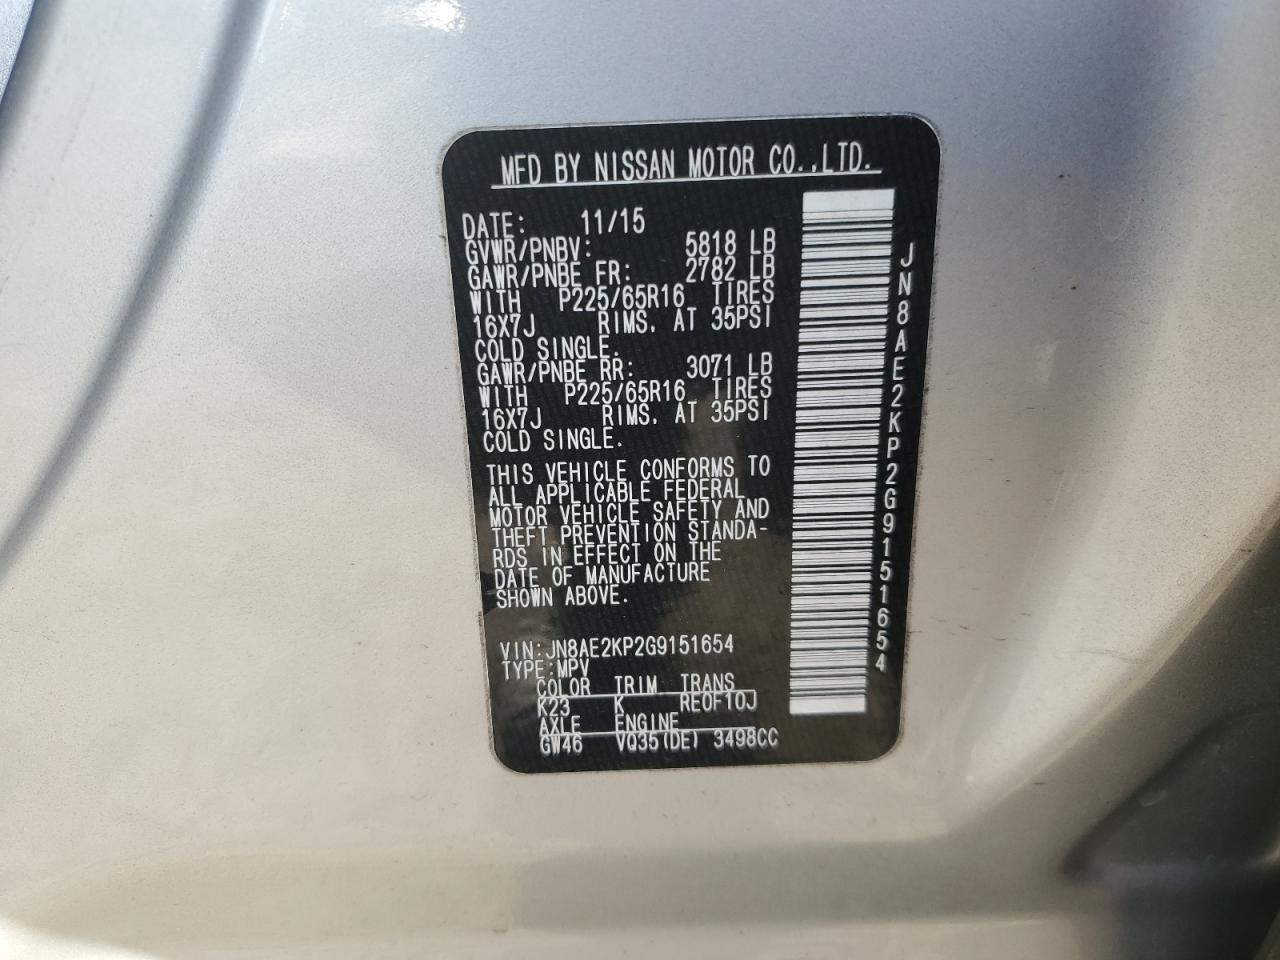 MFD BY NISSAN MOTOR CO.,LTD.
DATE: 11/15
GVWR/PNBV: 5818 LB
GAWR/PNBE FR: 2782 LB
WITH P225/65R16 TIRES
16X7J RIMS, AT 35PSI
COLD SINGLE.
GAWR/PNBE RR: 3071 LB
WITH P225/65R16 TIRES
16X7J RIMS, AT 35PSI
COLD SINGLE.
THIS VEHICLE CONFORMS TO
ALL APPLICABLE FEDERAL
MOTOR VEHICLE SAFETY AND
THEFT PREVENTION STANDA-
RDS IN EFFECT ON THE
DATE OF MANUFACTURE
SHOWN ABOVE.
VIN:JN8AE2KP2G9151654
TYPE:MPV
COLOR TRIM TRANS
K23 K RE0F10J
AXLE ENGINE
GW46 VQ35(DE) 3498CC
JN8AE2KP2G9151654